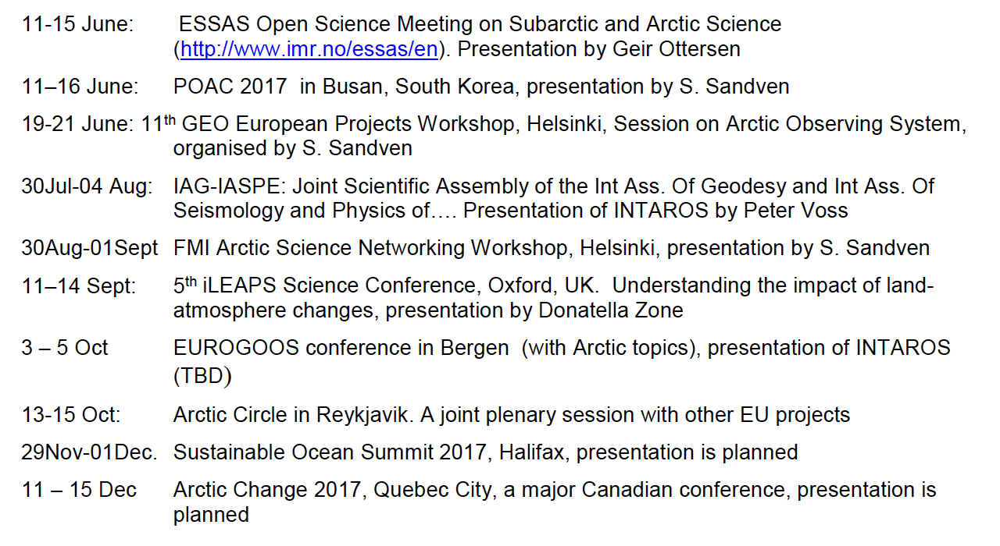 11-15 June: ESSAS Open Science Meeting on Subarctic and Arctic Science
(http://www.imr.no/essas/en). Presentation by Geir Ottersen
11–16 June: POAC 2017 in Busan, South Korea, presentation by S. Sandven
19-21 June: 11th GEO European Projects Workshop, Helsinki, Session on Arctic Observing System,
organised by S. Sandven
30Jul-04 Aug: IAG-IASPE: Joint Scientific Assembly of the Int Ass. Of Geodesy and Int Ass. Of
Seismology and Physics of…. Presentation of INTAROS by Peter Voss
30Aug-01Sept FMI Arctic Science Networking Workshop, Helsinki, presentation by S. Sandven
11–14 Sept: 5th iLEAPS Science Conference, Oxford, UK. Understanding the impact of land-
atmosphere changes, presentation by Donatella Zone
3 – 5 Oct EUROGOOS conference in Bergen (with Arctic topics), presentation of INTAROS
(TBD)
13-15 Oct: Arctic Circle in Reykjavik. A joint plenary session with other EU projects
29Nov-01Dec. Sustainable Ocean Summit 2017, Halifax, presentation is planned
11 – 15 Dec Arctic Change 2017, Quebec City, a major Canadian conference, presentation is
planned